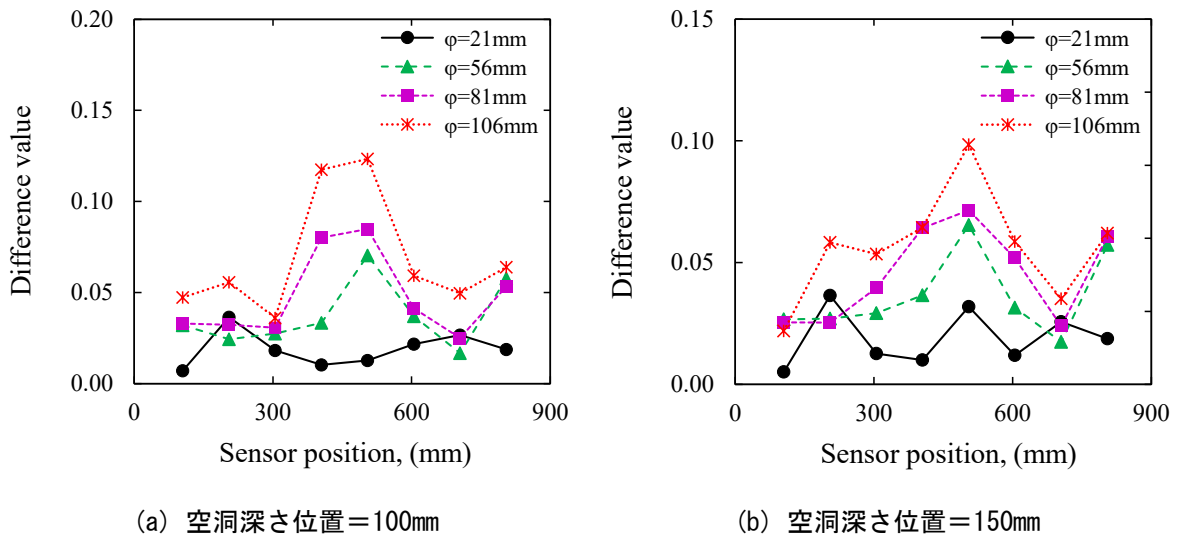 0.20
0.15
0.10
0.05
0.00
Difference value
0
300
600
900
Sensor position, (mm)
φ=21mm
φ=56mm
φ=81mm
φ=106mm
(a) 空洞深さ位置＝100mm
0.15
0.10
0.05
0.00
Difference value
0
300
600
900
Sensor position, (mm)
φ=21mm
φ=56mm
φ=81mm
φ=106mm
(b) 空洞深さ位置＝150mm